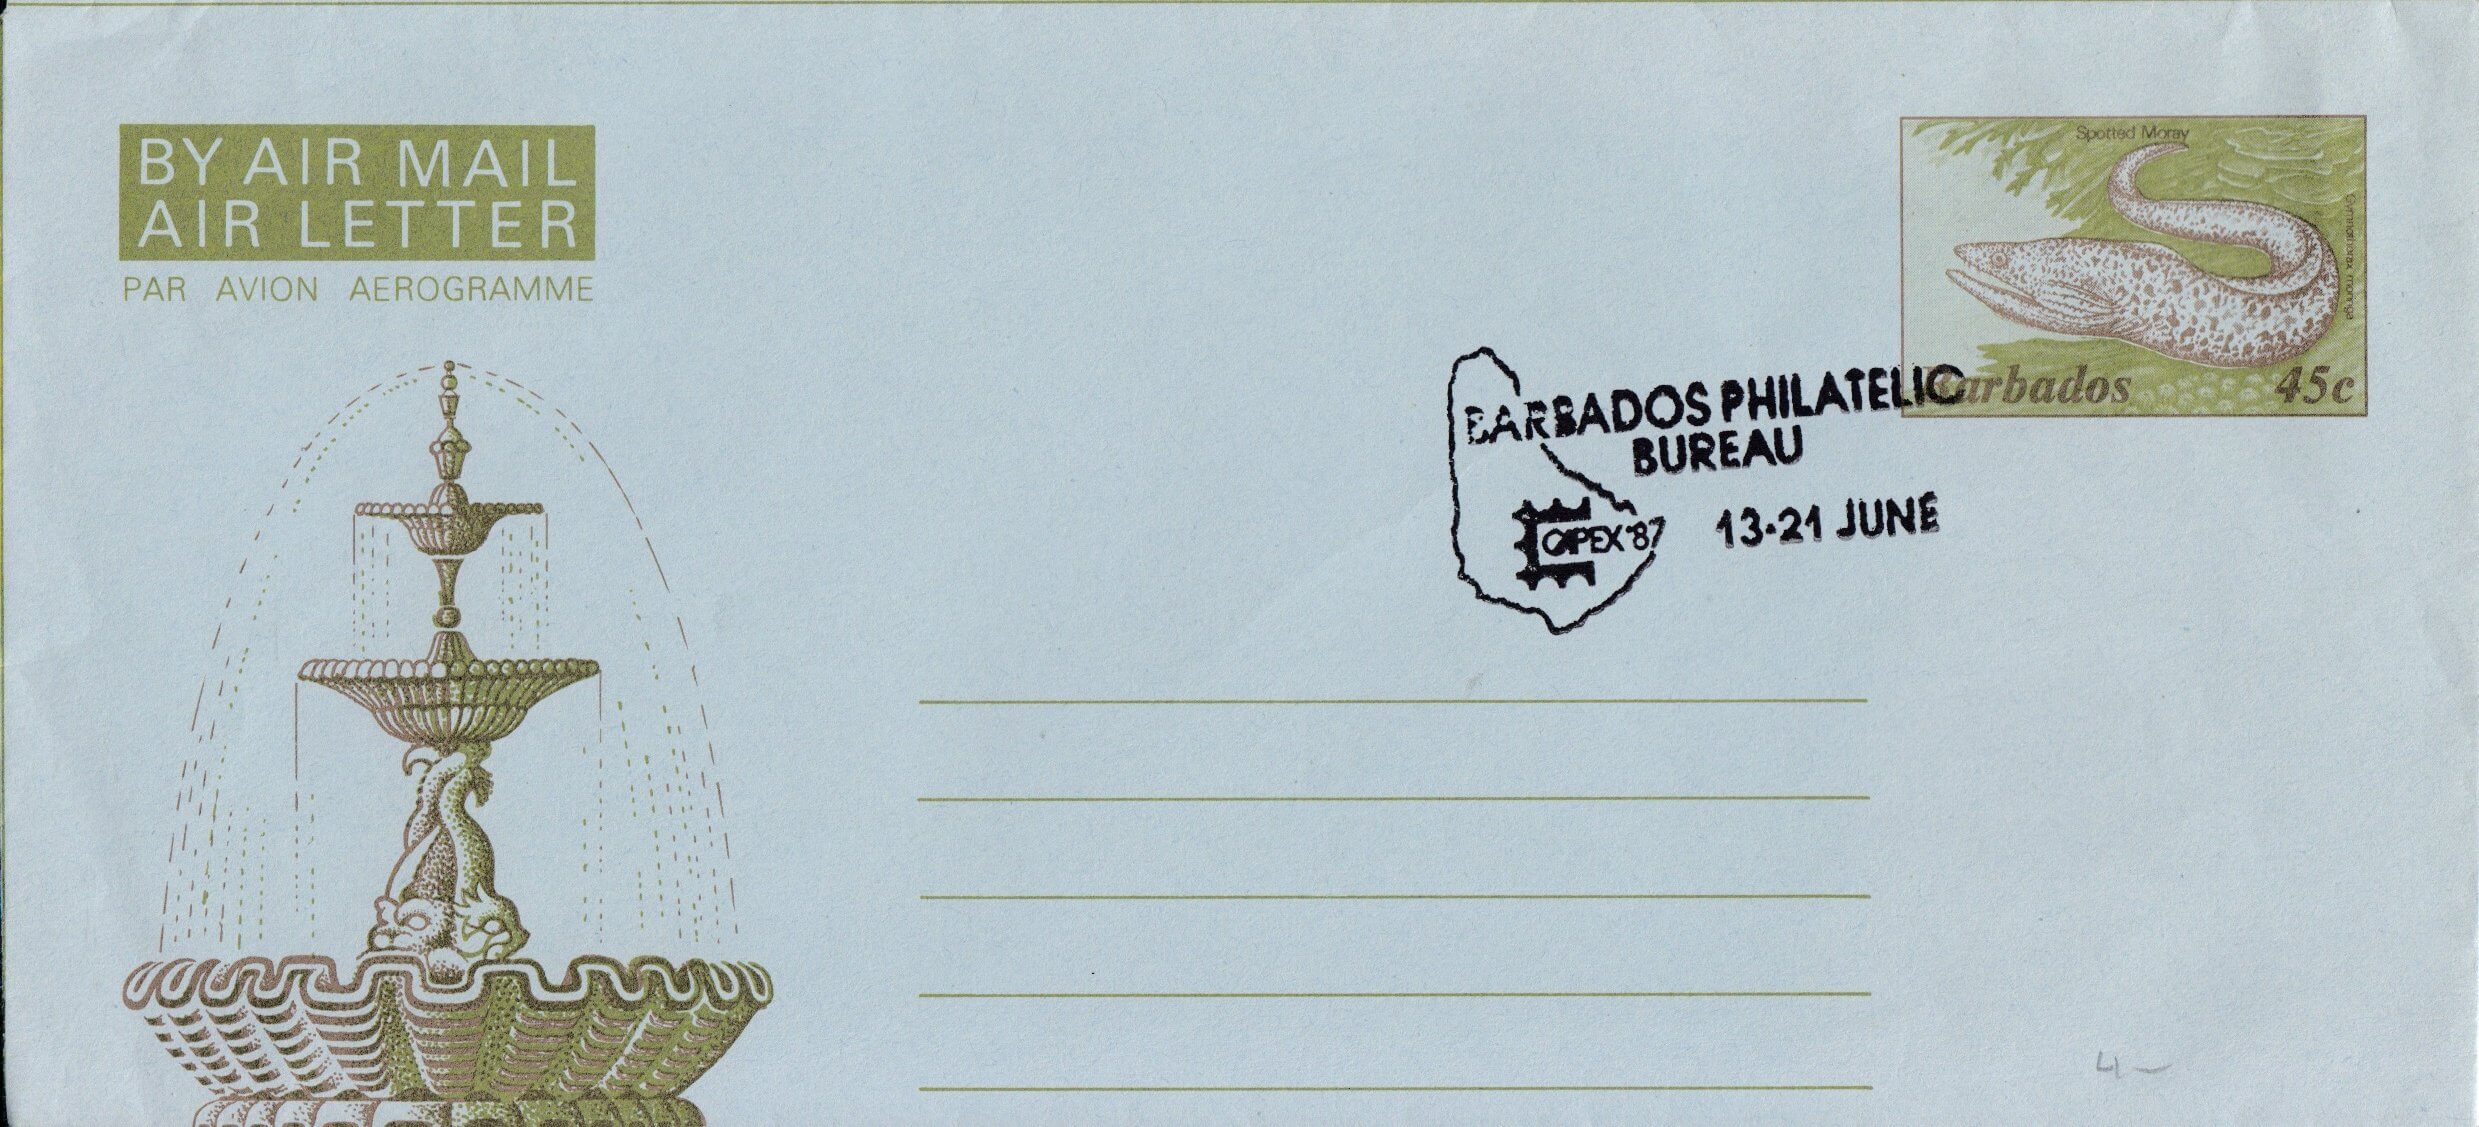 BY AIR MAIL
AIR LETTER
PAR AVION AEROGRAMME
Spotted Moray
Gymnothorax moringa
Barbados 45c
BARBADOS PHILATELIC
BUREAU
CAPEX '87 13-21 JUNE
4-